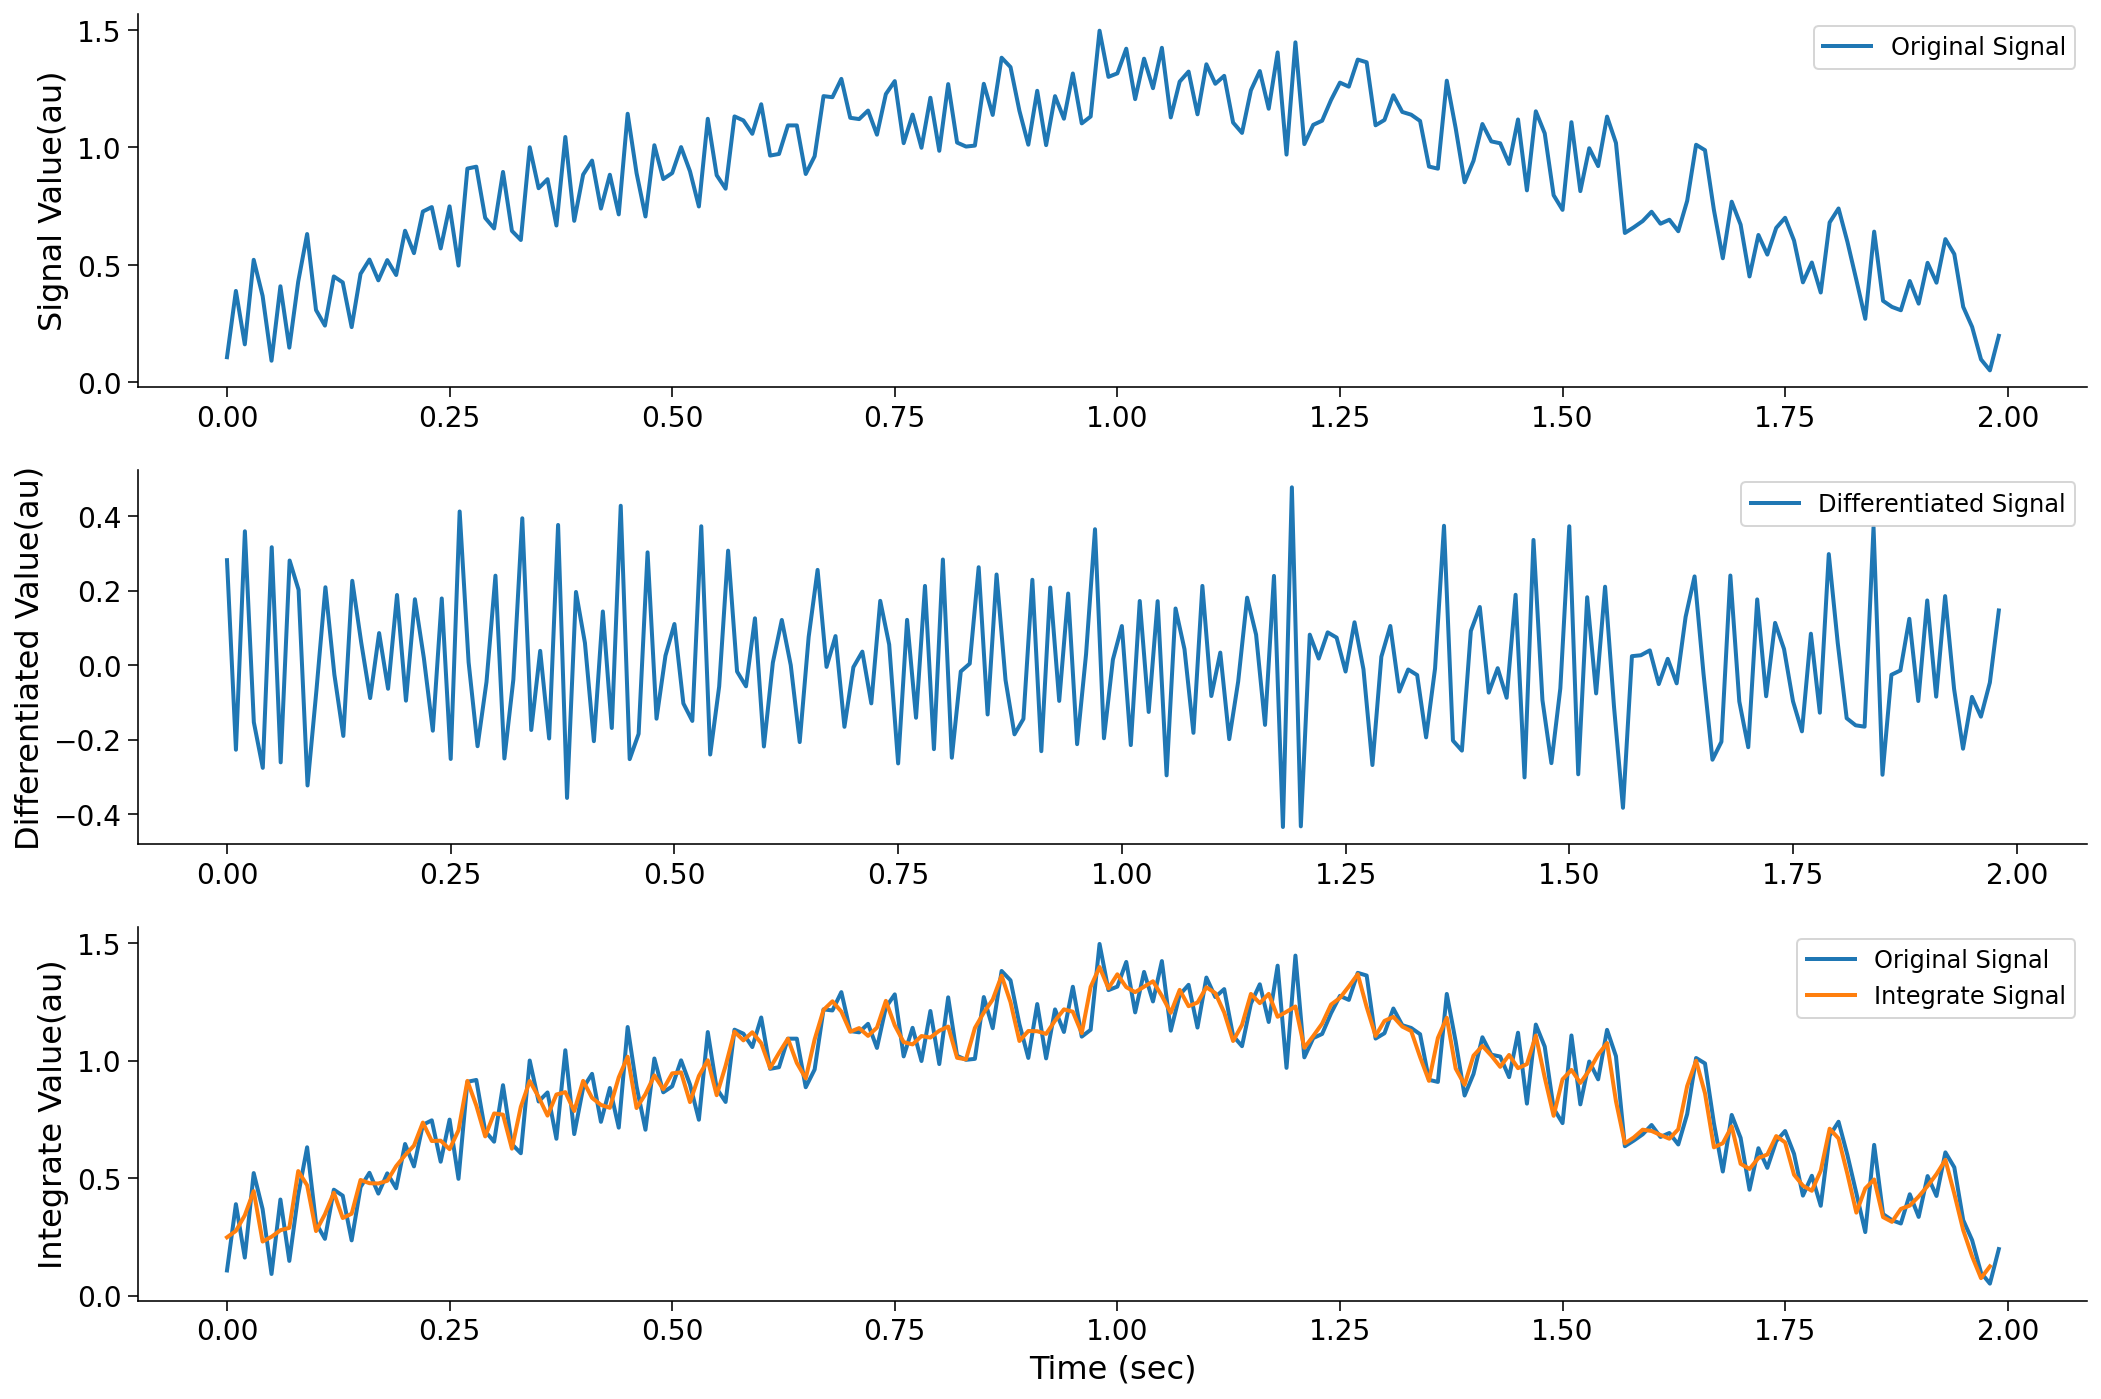 Signal Value(au)
1.5
1.0
0.5
0.0
Original Signal
0.00 0.25 0.50 0.75 1.00 1.25 1.50 1.75 2.00
Differentiated Value(au)
0.4
0.2
0.0
−0.2
−0.4
Differentiated Signal
0.00 0.25 0.50 0.75 1.00 1.25 1.50 1.75 2.00
Integrate Value(au)
1.5
1.0
0.5
0.0
Original Signal
Integrate Signal
0.00 0.25 0.50 0.75 1.00 1.25 1.50 1.75 2.00
Time (sec)